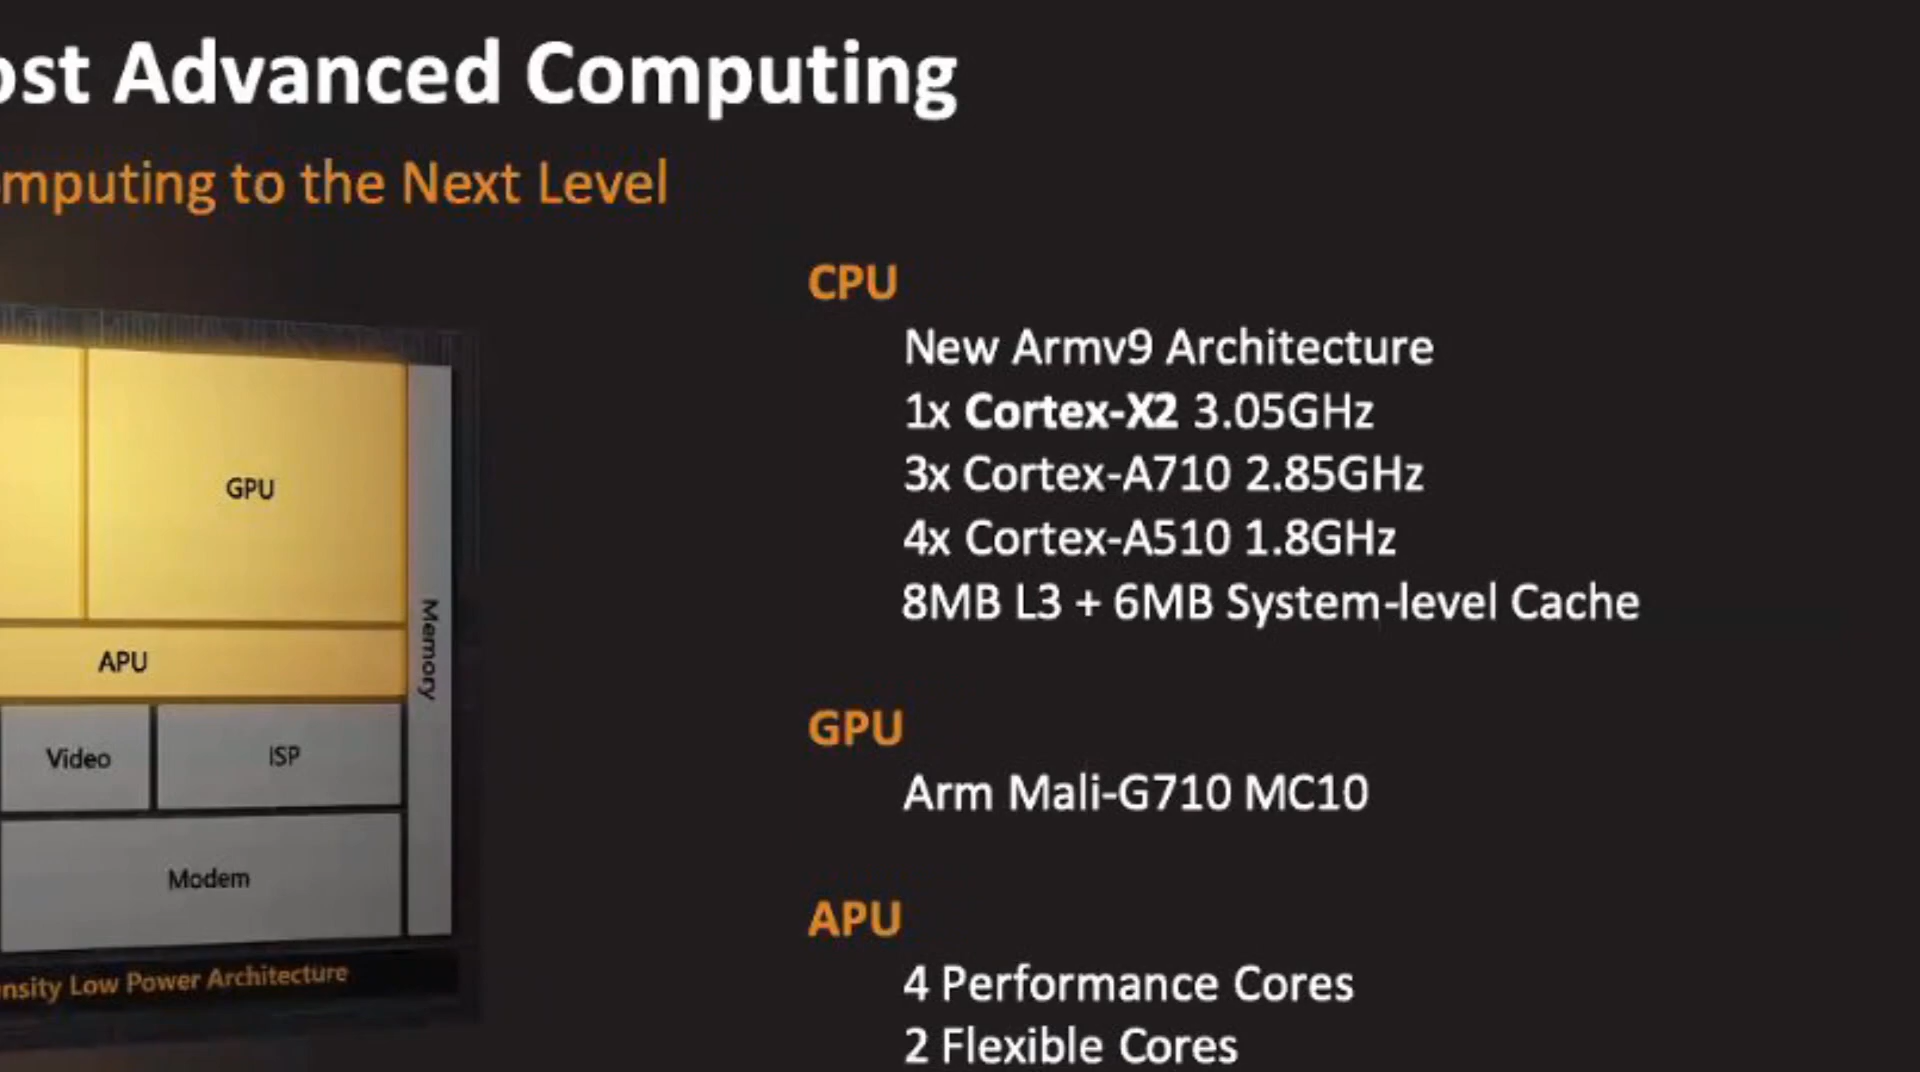 ost Advanced Computing
mputing to the Next Level
CPU
New Armv9 Architecture
1x Cortex-X2 3.05GHz
3x Cortex-A710 2.85GHz
4x Cortex-A510 1.8GHz
8MB L3 + 6MB System-level Cache
GPU
Arm Mali-G710 MC10
APU
4 Performance Cores
2 Flexible Cores
GPU
APU
Memory
Video
ISP
Modem
nsity Low Power Architecture